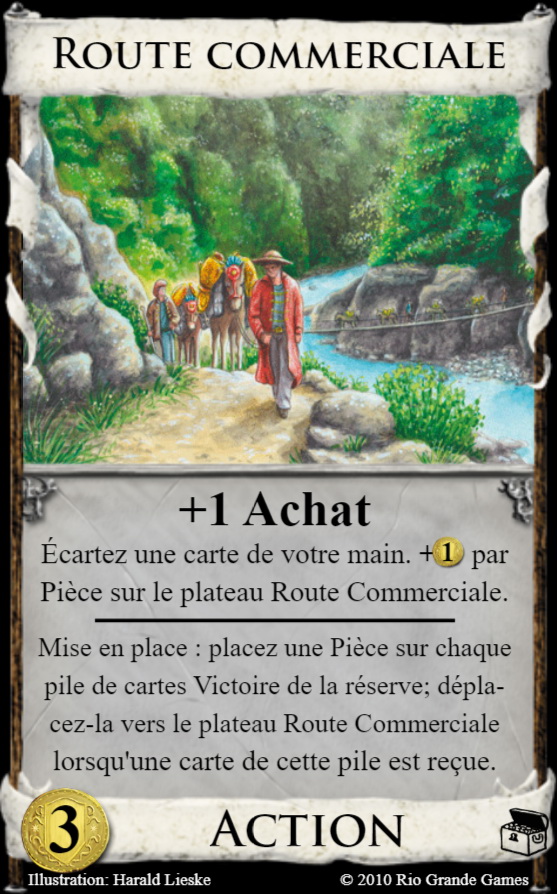 Route commerciale
+1 Achat
Écartez une carte de votre main. +1 par
Pièce sur le plateau Route Commerciale.
Mise en place : placez une Pièce sur chaque
pile de cartes Victoire de la réserve; dépla-
cez-la vers le plateau Route Commerciale
lorsqu'une carte de cette pile est reçue.
3
Action
Illustration: Harald Lieske
© 2010 Rio Grande Games